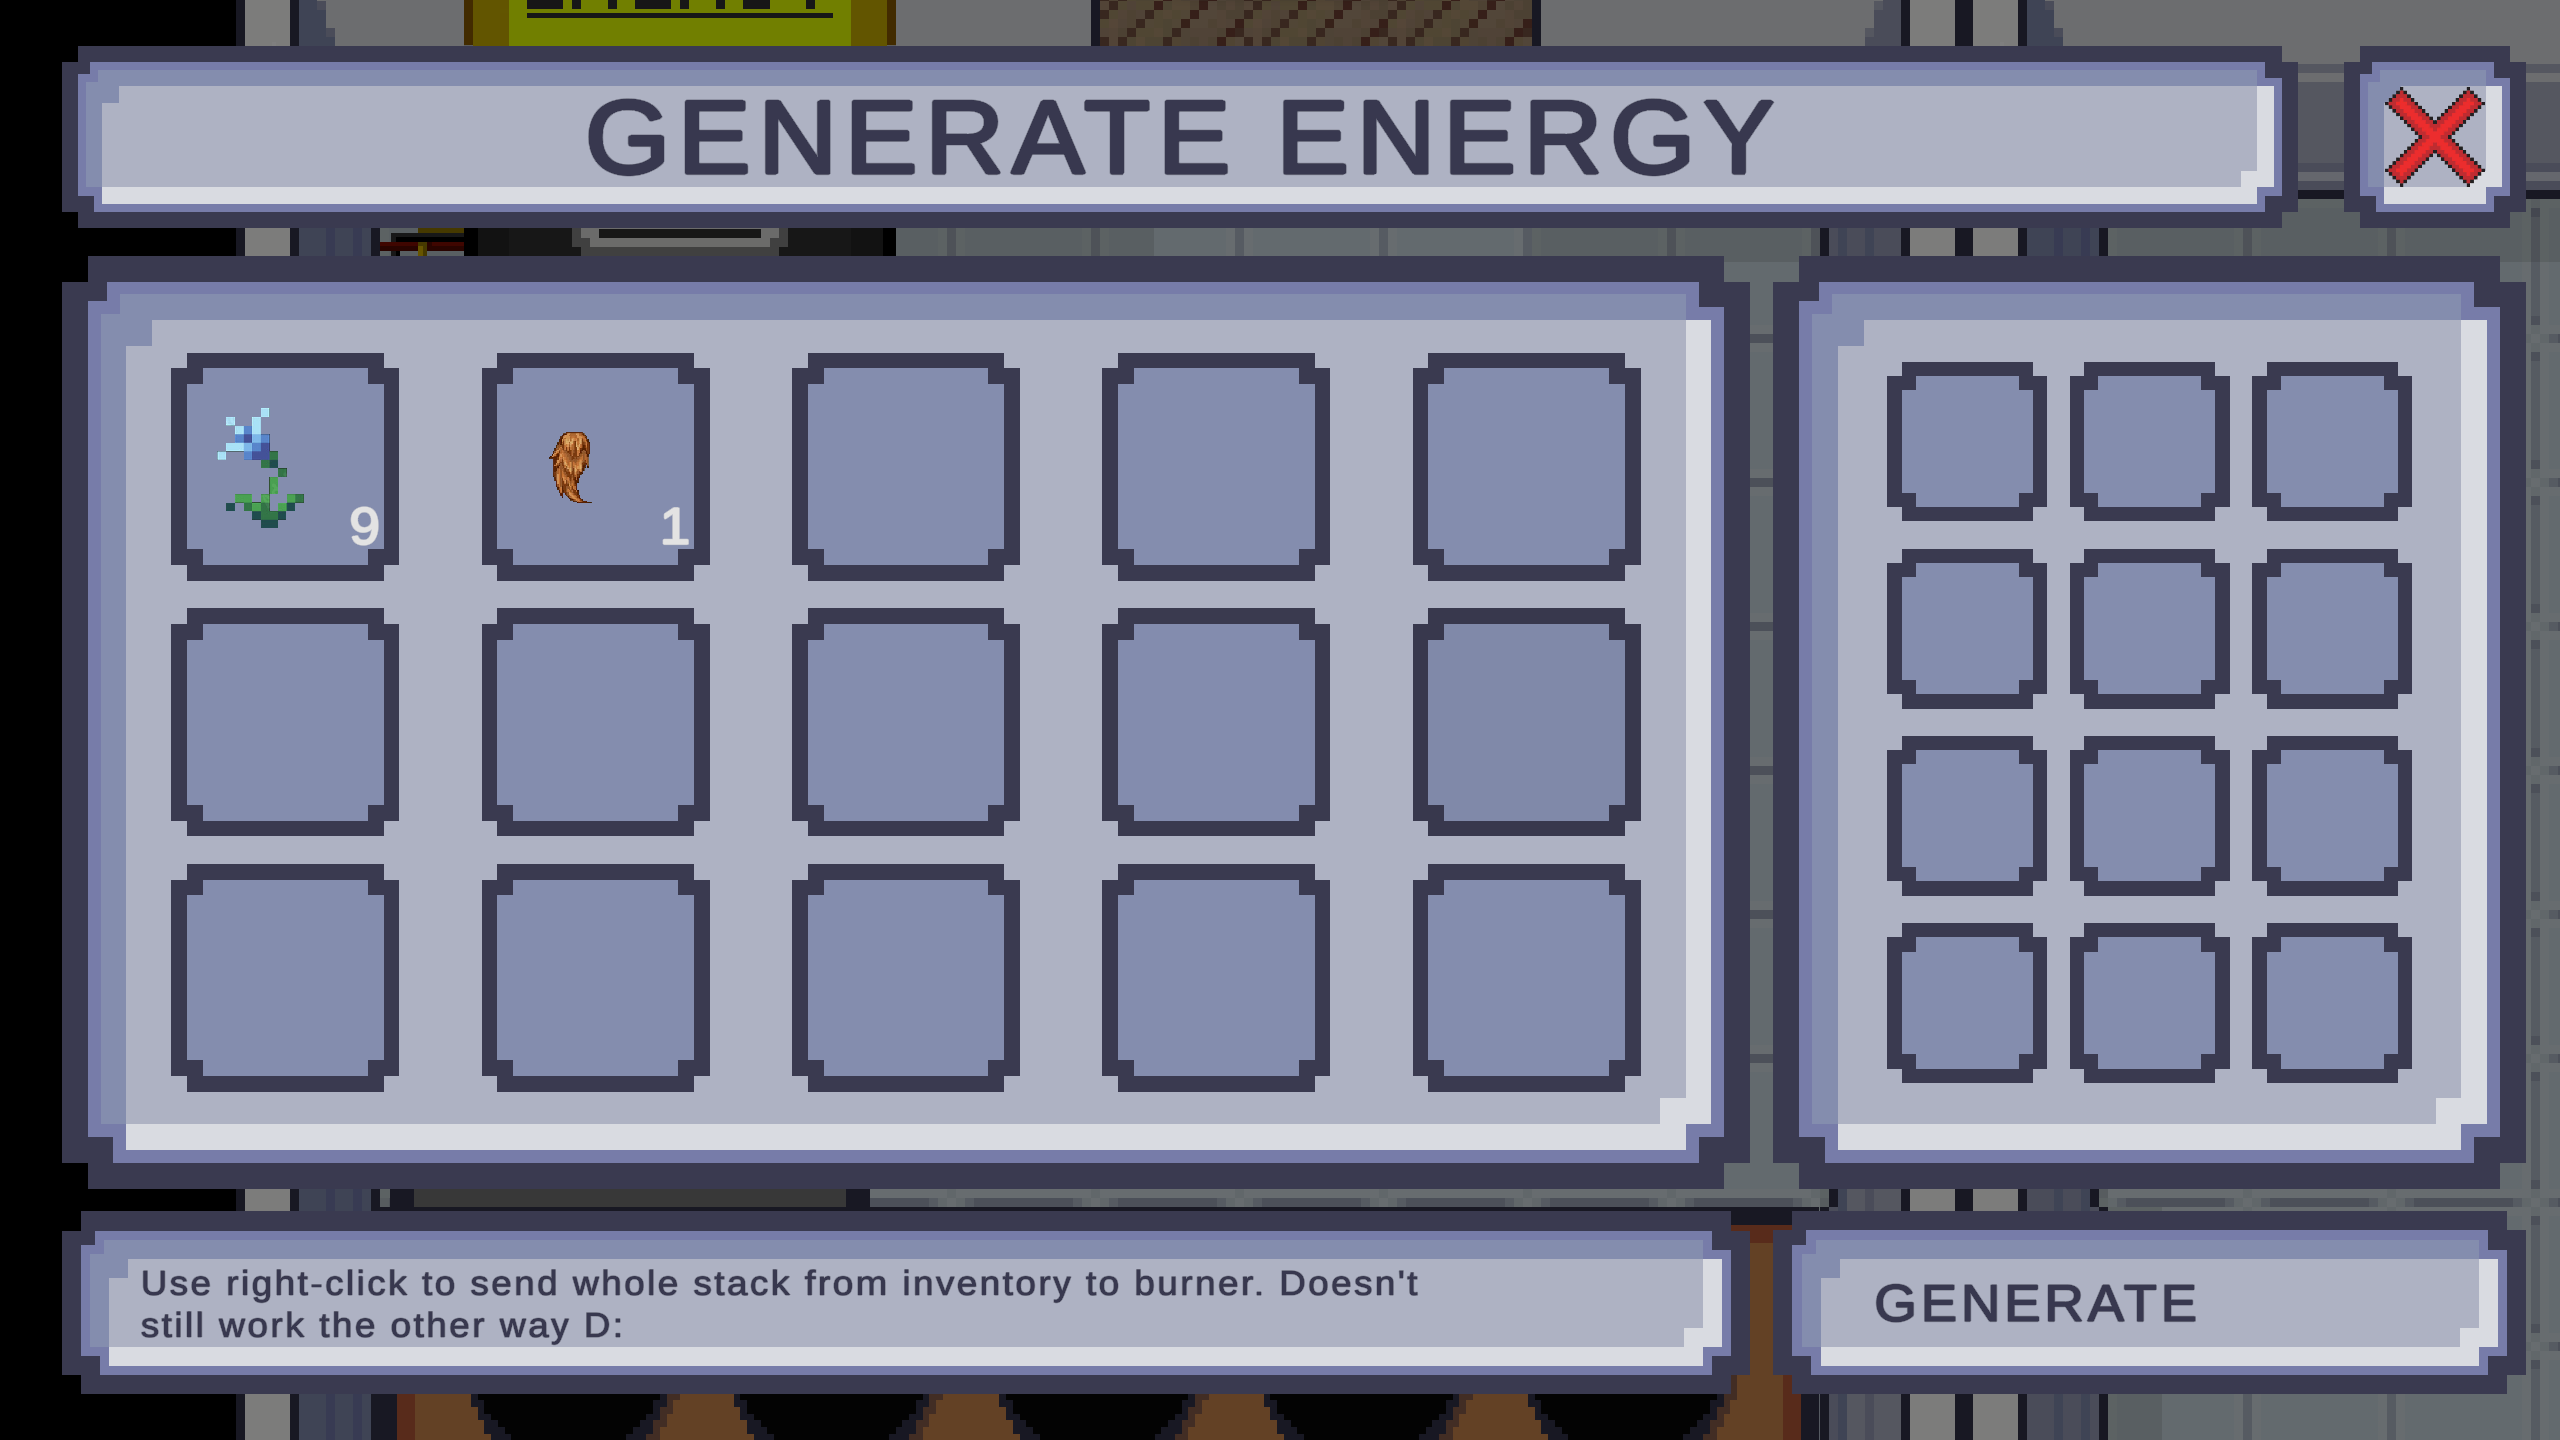 GENERATE ENERGY
9
1
Use right-click to send whole stack from inventory to burner. Doesn't
still work the other way D:
GENERATE